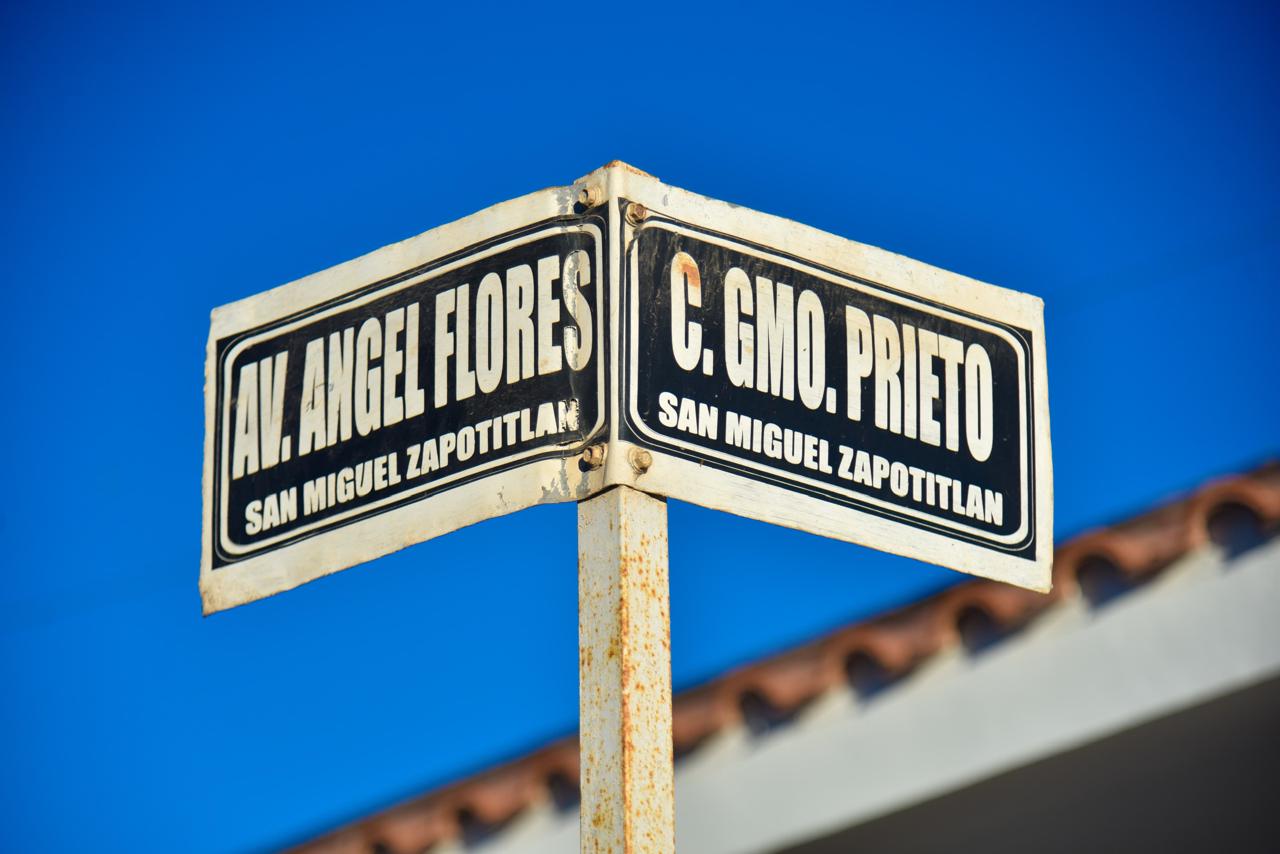 AV. ANGEL FLORES
SAN MIGUEL ZAPOTITLAN
C. GMO. PRIETO
SAN MIGUEL ZAPOTITLAN